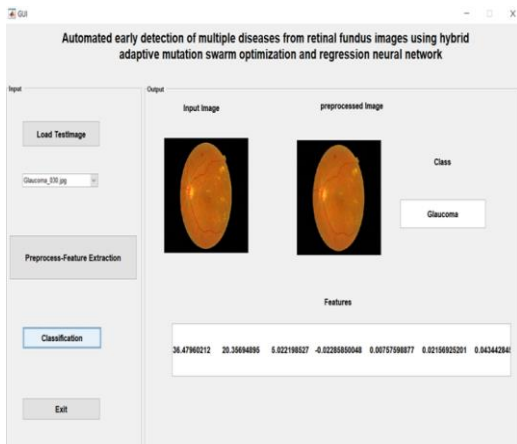 GUI
Automated early detection of multiple diseases from retinal fundus images using hybrid
adaptive mutation swarm optimization and regression neural network
Input
Load TestImage
Glaucoma_030.jpg
Preprocess-Feature Extraction
Classification
Exit
Output
Input Image
preprocessed Image
Class
Glaucoma
Features
36.47960212 20.35694895 5.022198527 -0.02285850048 0.00757598877 0.02156925201